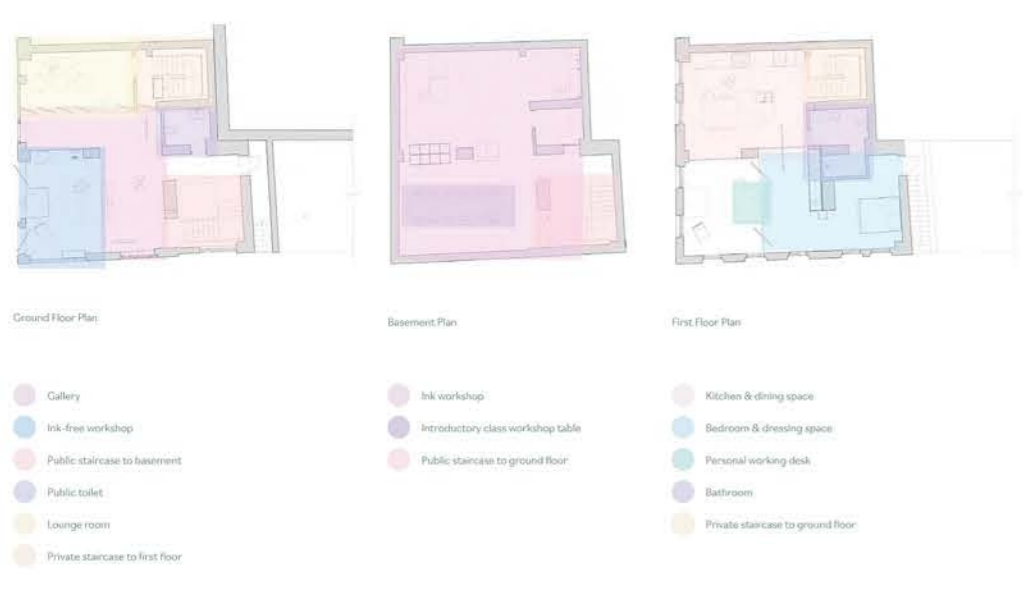 Ground Floor Plan
Gallery
Ink-free workshop
Public staircase to basement
Public toilet
Lounge room
Private staircase to first floor
Basement Plan
Ink workshop
Introductory class workshop table
Public staircase to ground floor
First Floor Plan
Kitchen & dining space
Bedroom & dressing space
Personal working desk
Bathroom
Private staircase to ground floor